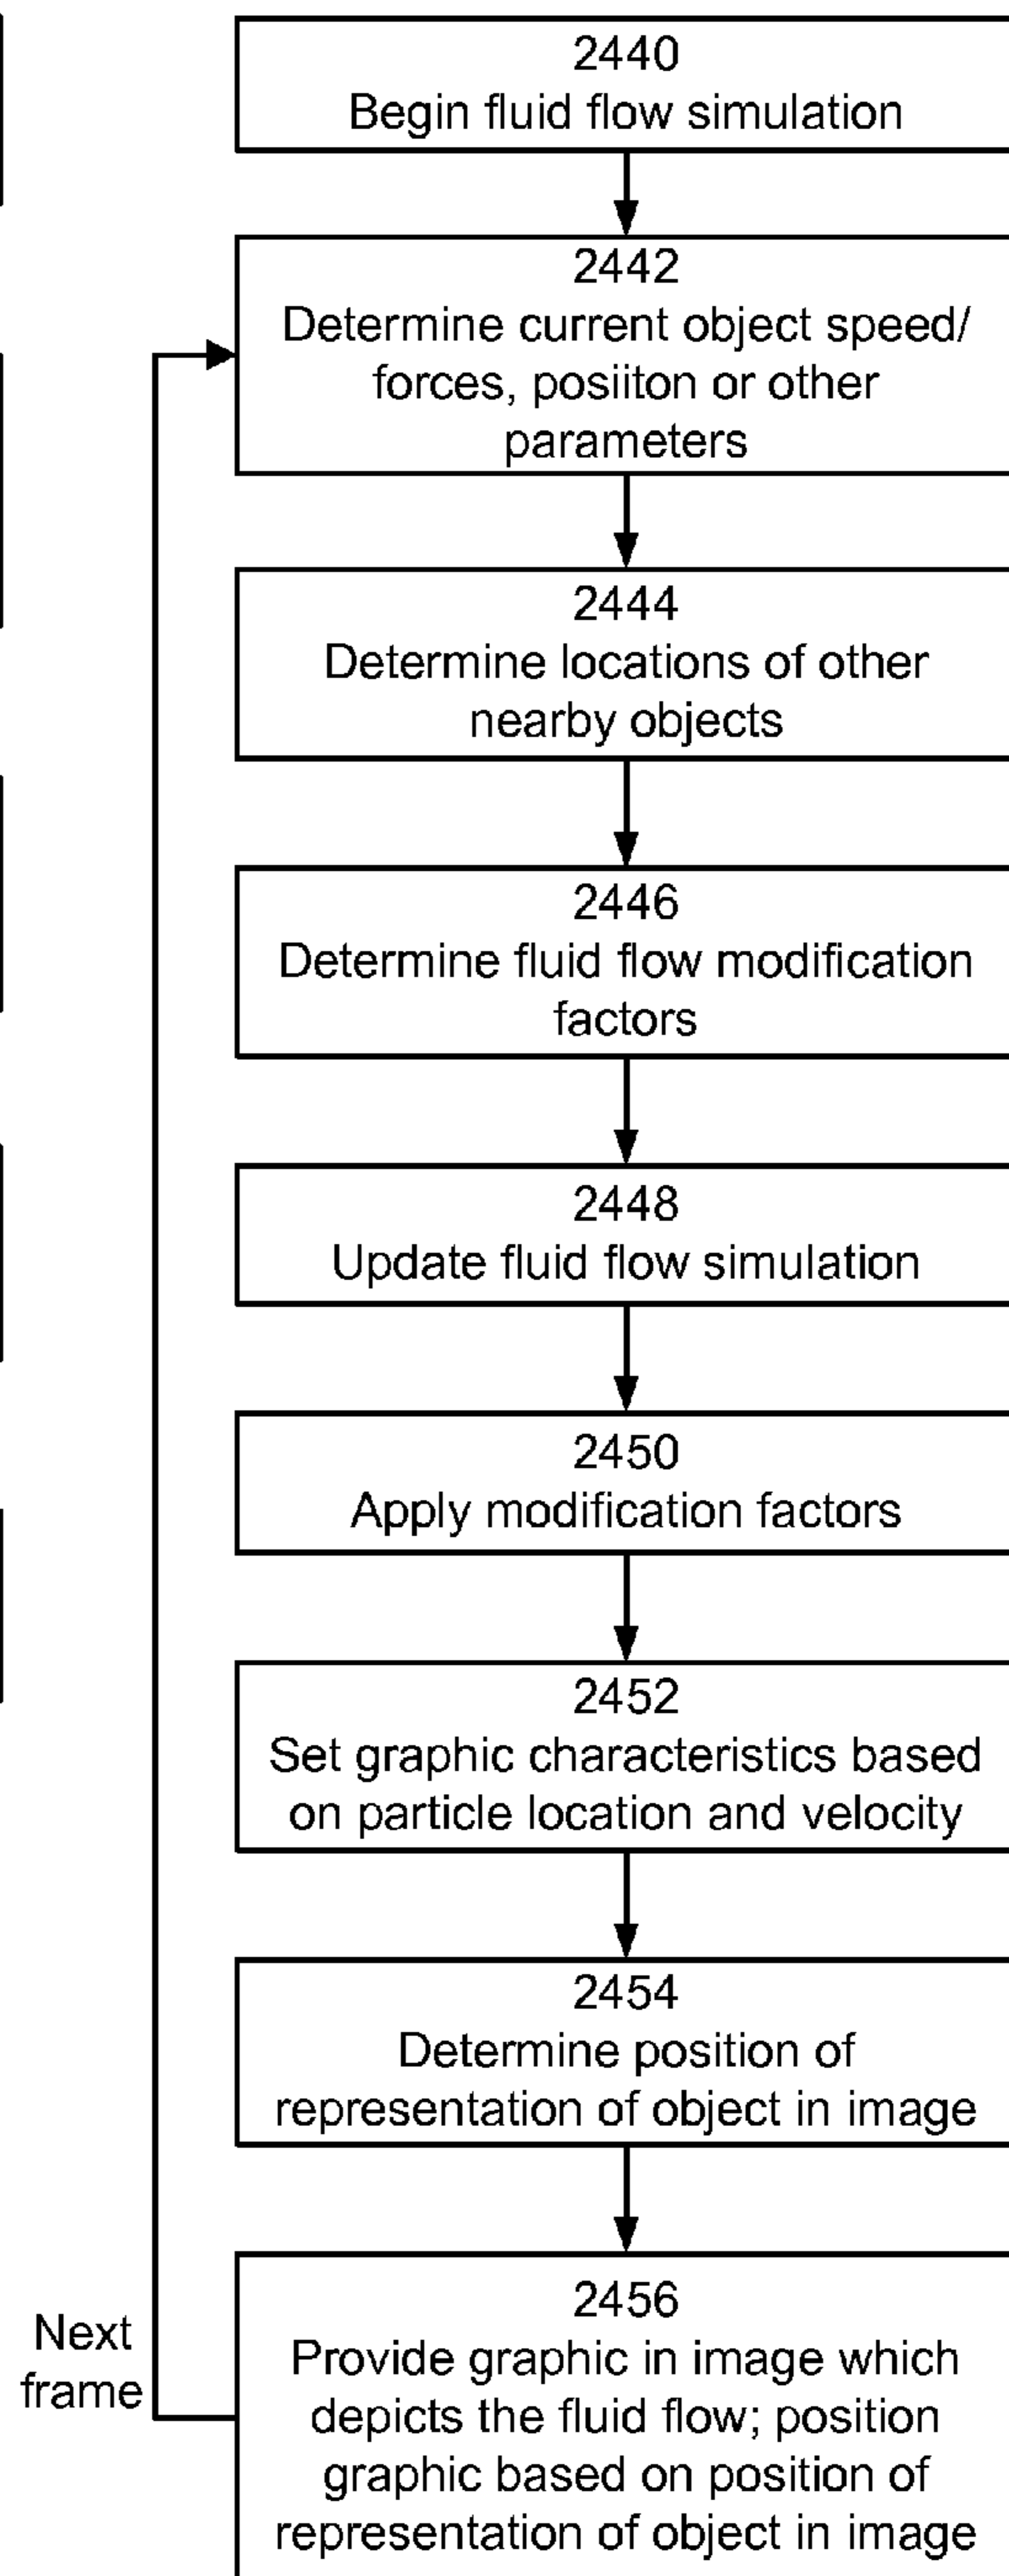 2440
Begin fluid flow simulation
2442
Determine current object speed/
forces, posiiton or other
parameters
2444
Determine locations of other
nearby objects
2446
Determine fluid flow modification
factors
2448
Update fluid flow simulation
2450
Apply modification factors
2452
Set graphic characteristics based
on particle location and velocity
2454
Determine position of
representation of object in image
2456
Provide graphic in image which
depicts the fluid flow; position
graphic based on position of
representation of object in image
Next
frame